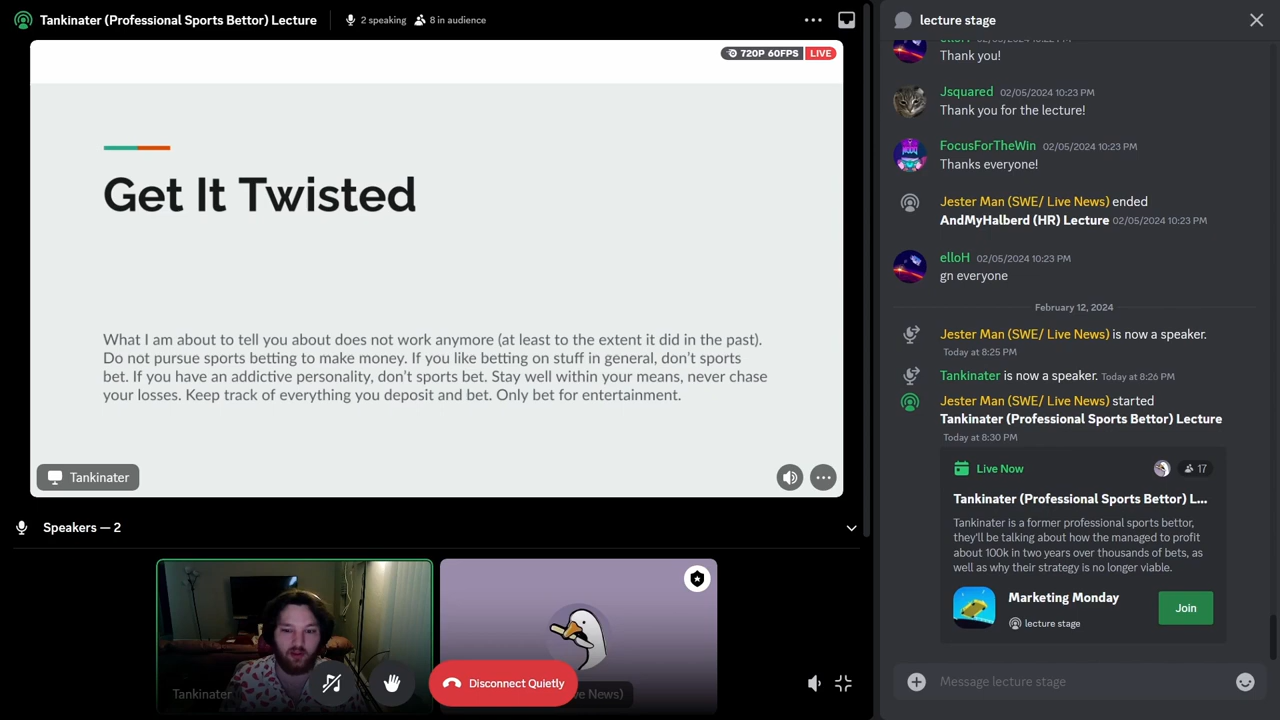 Tankinater (Professional Sports Bettor) Lecture
2 speaking
8 in audience
720P 60FPS
LIVE
Get It Twisted
What I am about to tell you about does not work anymore (at least to the extent it did in the past).
Do not pursue sports betting to make money. If you like betting on stuff in general, don't sports
bet. If you have an addictive personality, don't sports bet. Stay well within your means, never chase
your losses. Keep track of everything you deposit and bet. Only bet for entertainment.
Tankinater
Speakers — 2
Tankinater
News)
Disconnect Quietly
lecture stage
Thank you!
Jsquared 02/05/2024 10:23 PM
Thank you for the lecture!
FocusForTheWin 02/05/2024 10:23 PM
Thanks everyone!
Jester Man (SWE/ Live News) ended
AndMyHalberd (HR) Lecture 02/05/2024 10:23 PM
elloH 02/05/2024 10:23 PM
gn everyone
February 12, 2024
Jester Man (SWE/ Live News) is now a speaker.
Today at 8:25 PM
Tankinater is now a speaker. Today at 8:26 PM
Jester Man (SWE/ Live News) started
Tankinater (Professional Sports Bettor) Lecture
Today at 8:30 PM
Live Now
17
Tankinater (Professional Sports Bettor) L...
Tankinater is a former professional sports bettor,
they'll be talking about how the managed to profit
about 100k in two years over thousands of bets, as
well as why their strategy is no longer viable.
Marketing Monday
lecture stage
Join
Message lecture stage